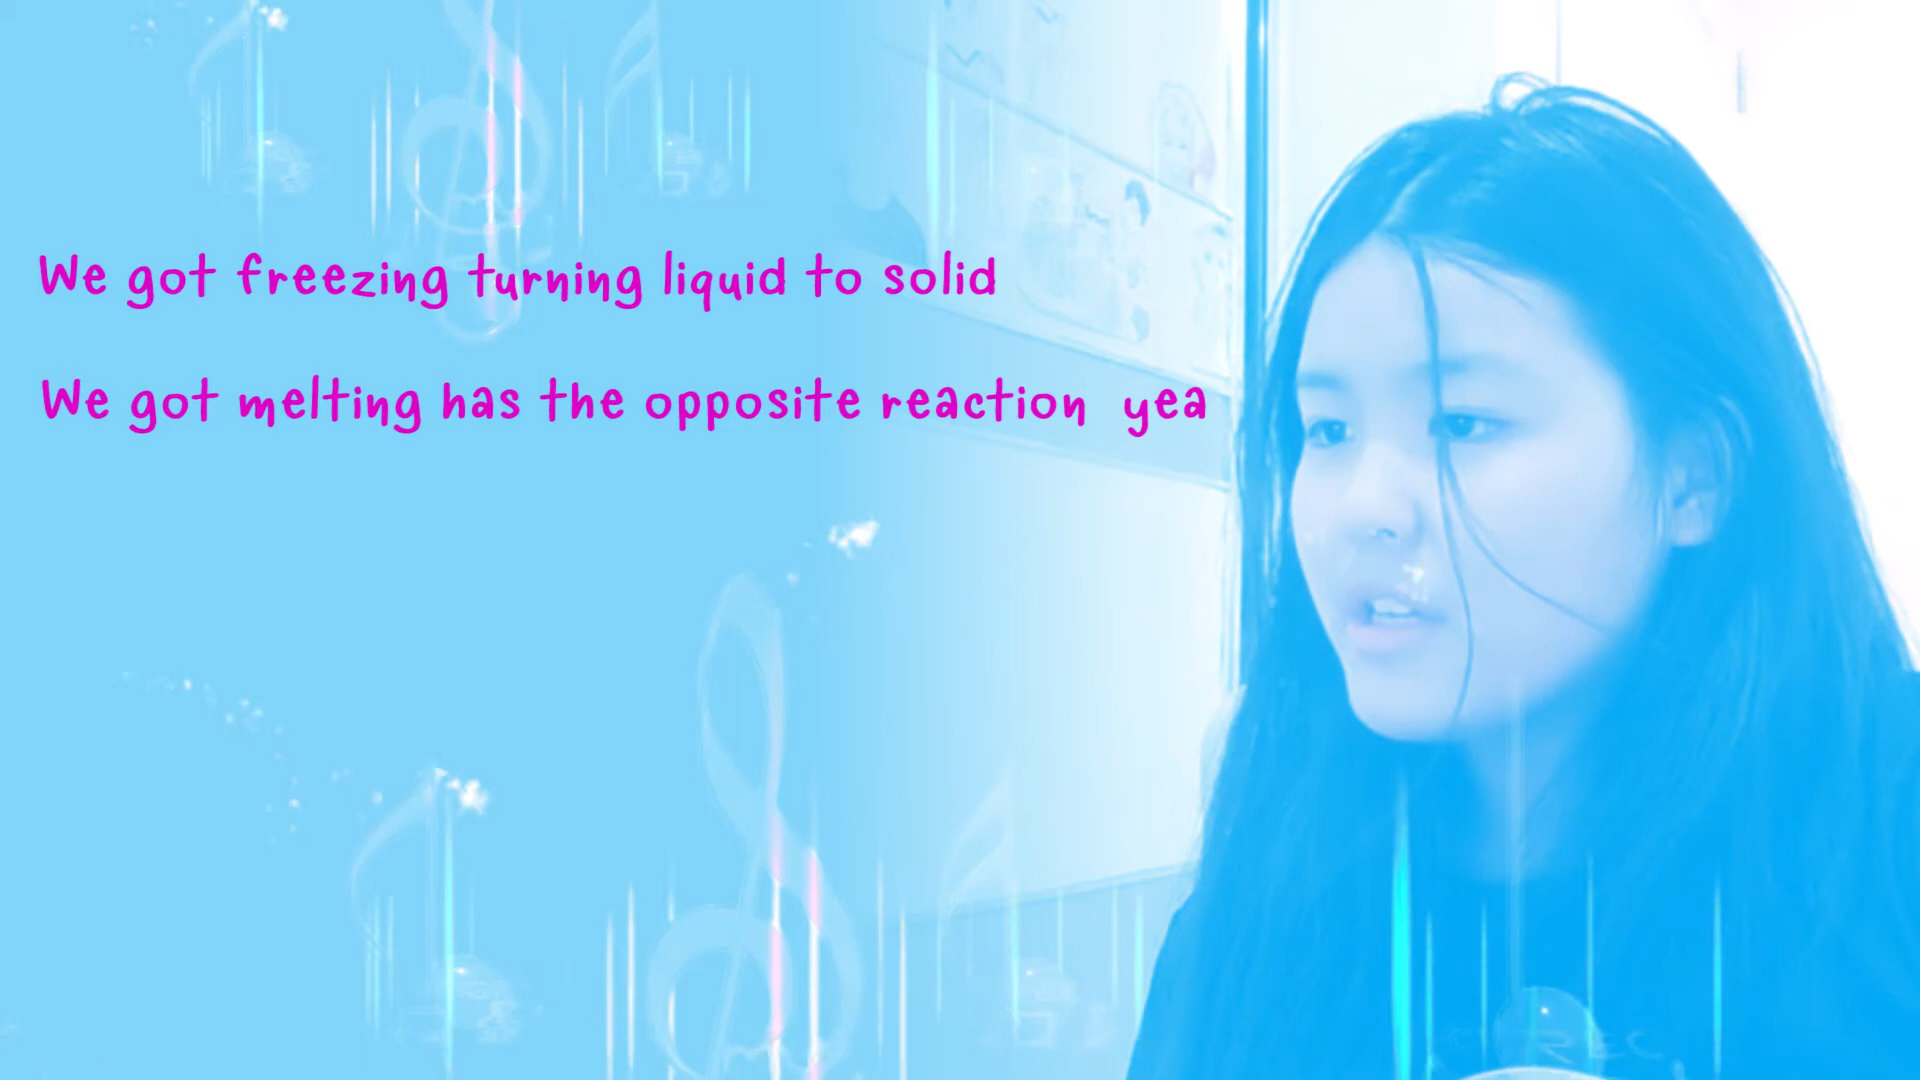 We got freezing turning liquid to solid
We got melting has the opposite reaction yea